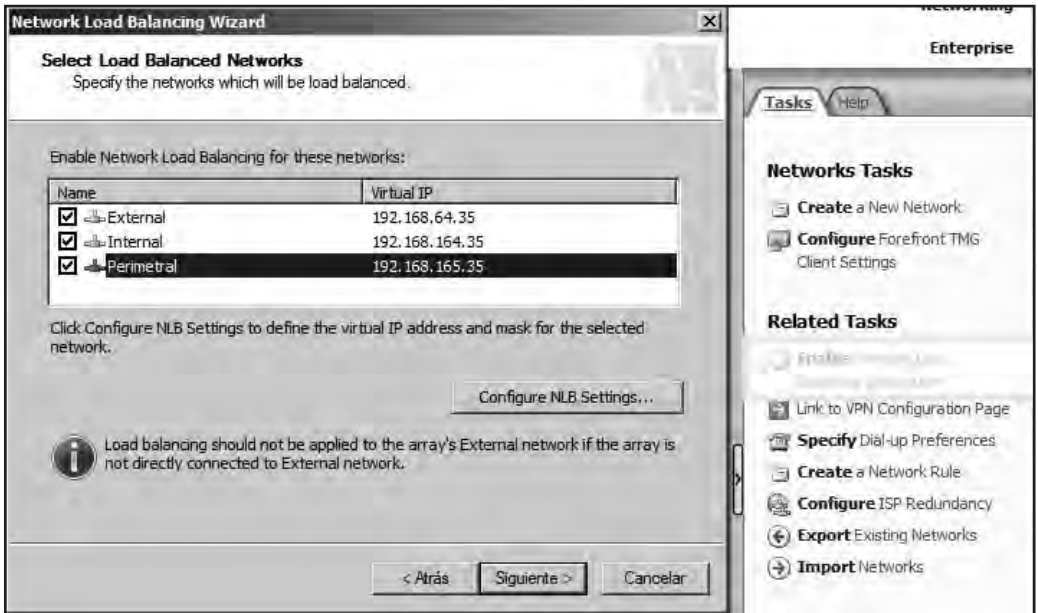 Network Load Balancing Wizard
Select Load Balanced Networks
Specify the networks which will be load balanced.
Enable Network Load Balancing for these networks:
Name Virtual IP
External 192.168.64.35
Internal 192.168.164.35
Perimetral 192.168.165.35
Click Configure NLB Settings to define the virtual IP address and mask for the selected
network.
Configure NLB Settings...
Load balancing should not be applied to the array's External network if the array is
not directly connected to External network.
< Atrás Siguiente > Cancelar
Enterprise
Tasks Help
Networks Tasks
Create a New Network
Configure Forefront TMG
Client Settings
Related Tasks
Enable
Link to VPN Configuration Page
Specify Dial-up Preferences
Create a Network Rule
Configure ISP Redundancy
Export Existing Networks
Import Networks